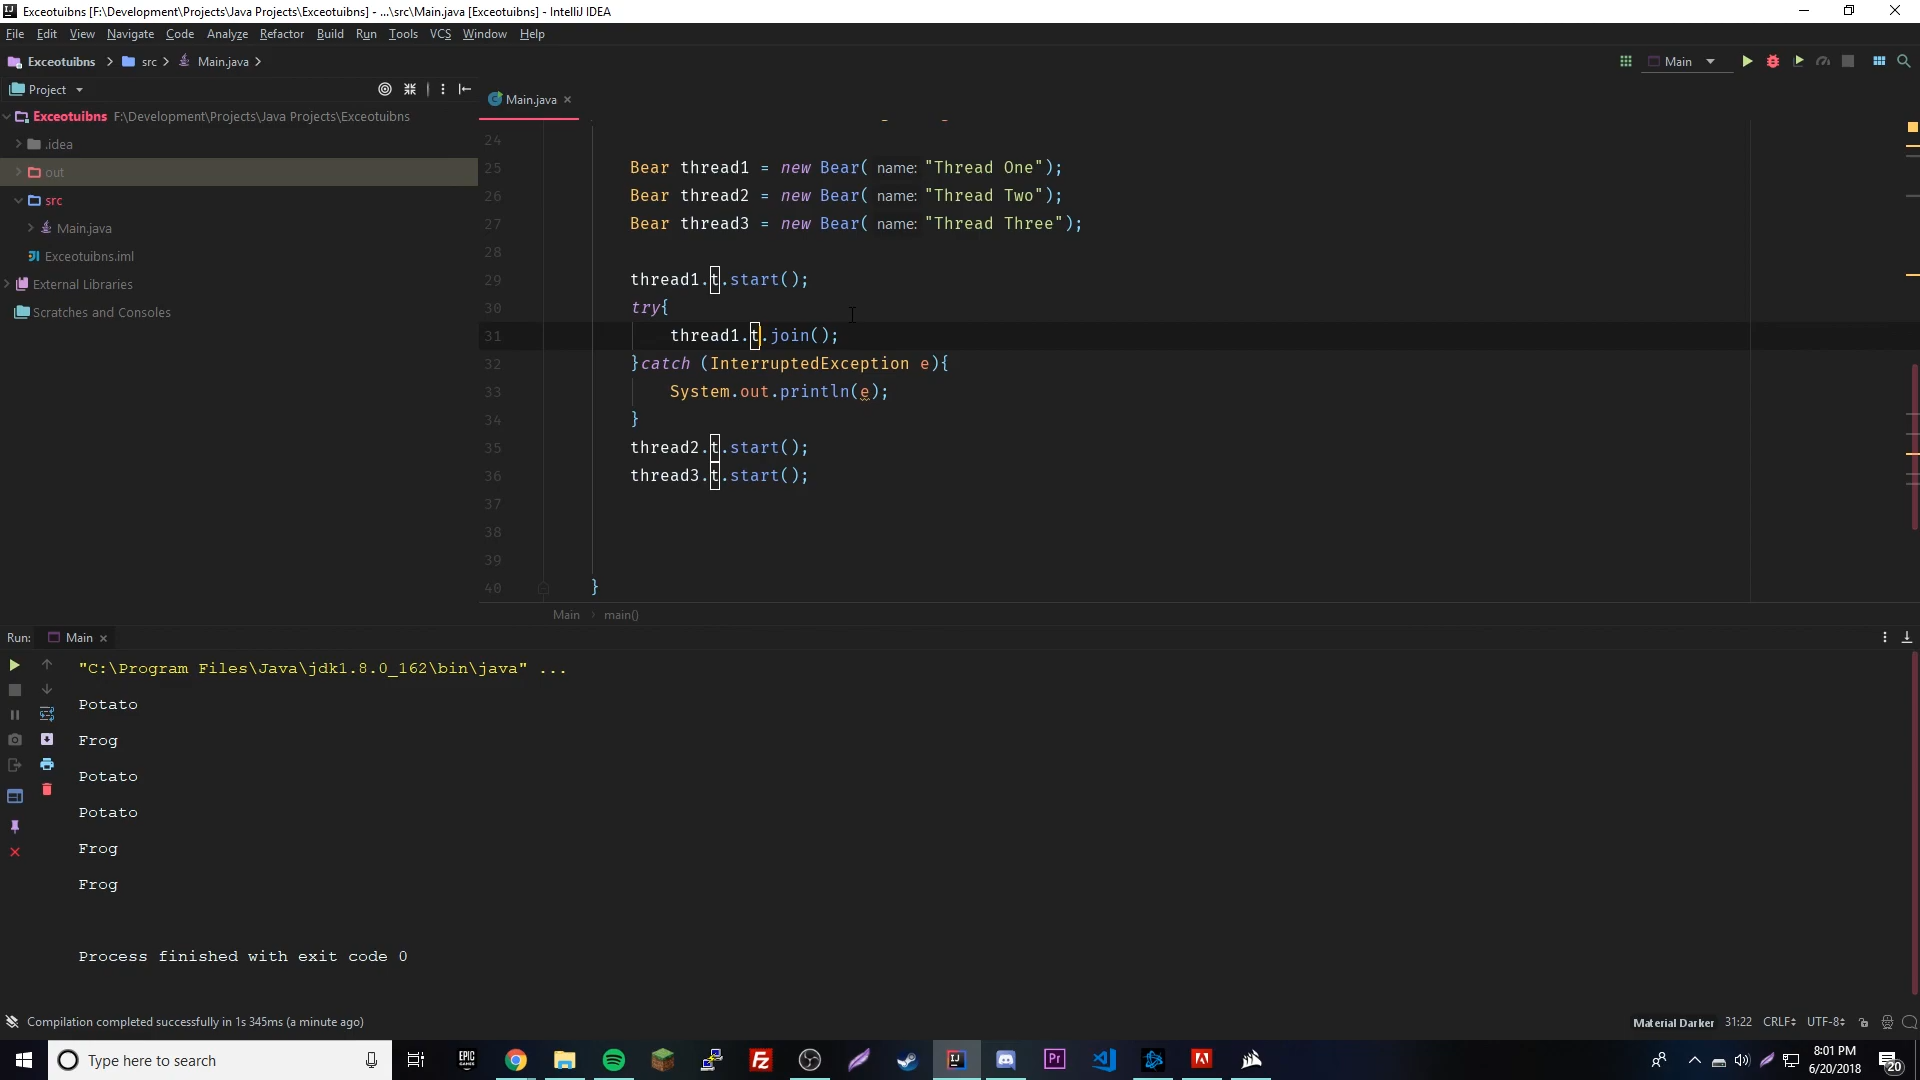 Exceotuibns [F:\Development\Projects\Java Projects\Exceotuibns] - ...\src\Main.java [Exceotuibns] - IntelliJ IDEA
File Edit View Navigate Code Analyze Refactor Build Run Tools VCS Window Help
Exceotuibns src Main.java
Main
Project
Main.java
Exceotuibns F:\Development\Projects\Java Projects\Exceotuibns
.idea
out
src
Main.java
Exceotuibns.iml
External Libraries
Scratches and Consoles
24
25 Bear thread1 = new Bear( name: "Thread One");
26 Bear thread2 = new Bear( name: "Thread Two");
27 Bear thread3 = new Bear( name: "Thread Three");
28
29 thread1.t.start();
30 try{
31 thread1.t.join();
32 }catch (InterruptedException e){
33 System.out.println(e);
34 }
35 thread2.t.start();
36 thread3.t.start();
37
38
39
40 }
Main main()
Run: Main
"C:\Program Files\Java\jdk1.8.0_162\bin\java" ...
Potato
Frog
Potato
Potato
Frog
Frog
Process finished with exit code 0
Compilation completed successfully in 1s 345ms (a minute ago)
Material Darker 31:22 CRLF UTF-8
Type here to search
EPIC GAMES
Fz
IJ
Pr
8:01 PM
6/20/2018
20